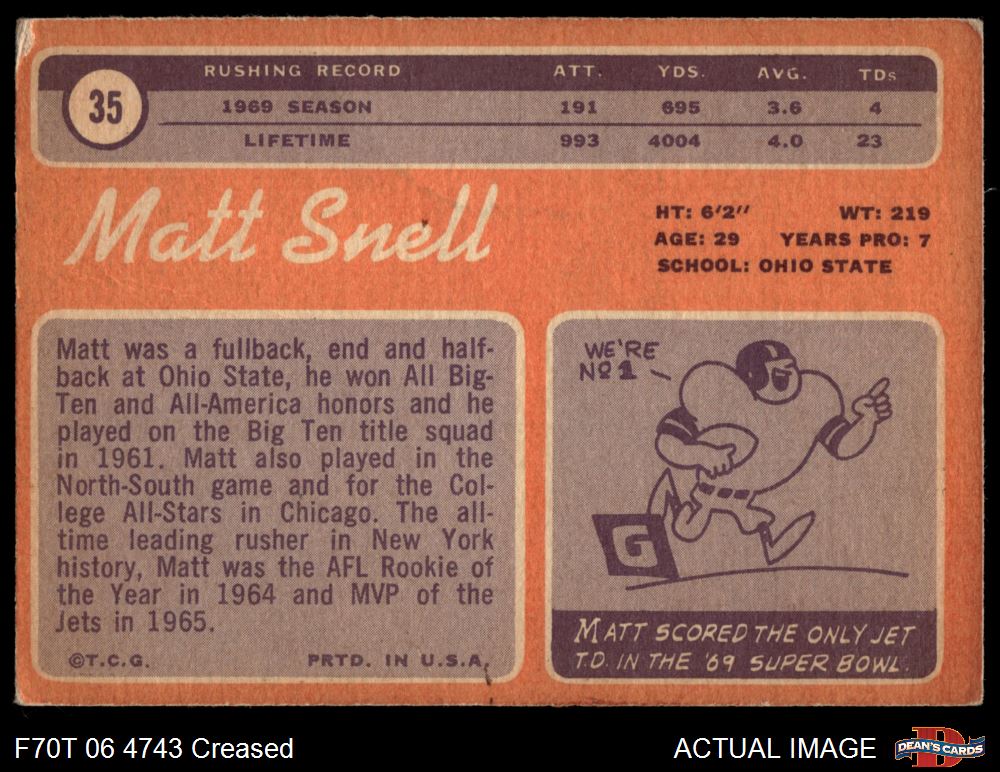 RUSHING RECORD ATT. YDS. AVG. TDs
35
1969 SEASON 191 695 3.6 4
LIFETIME 993 4004 4.0 23
Matt Snell
HT: 6'2" WT: 219
AGE: 29 YEARS PRO: 7
SCHOOL: OHIO STATE
Matt was a fullback, end and half-
back at Ohio State, he won All Big-
Ten and All-America honors and he
played on the Big Ten title squad
in 1961. Matt also played in the
North-South game and for the Col-
lege All-Stars in Chicago. The all-
time leading rusher in New York
history, Matt was the AFL Rookie of
the Year in 1964 and MVP of the
Jets in 1965.
©T.C.G. PRTD. IN U.S.A.
WE'RE
Nº 1
G
MATT SCORED THE ONLY JET
T.D. IN THE '69 SUPER BOWL.
F70T 06 4743 Creased
ACTUAL IMAGE
D
DEAN'S CARDS